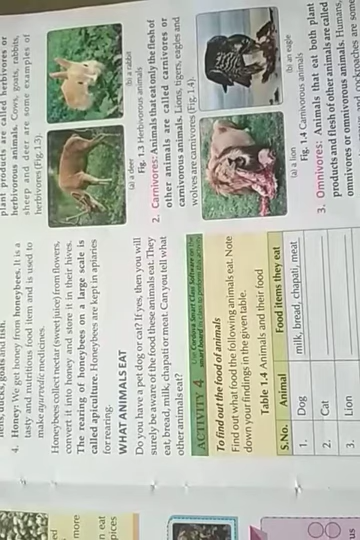 4. Honey: We get honey from honeybees. It is a
tasty and nutritious food item and is used to
make ayurvedic medicines.
Honeybees collect nectar (sweet juice) from flowers,
convert it into honey and store it in their hives.
The rearing of honeybees on a large scale is
called apiculture. Honeybees are kept in apiaries
for rearing.
WHAT ANIMALS EAT
Do you have a pet dog or cat? If yes, then you will
surely be aware of the food these animals eat. They
eat, bread, milk, chapati or meat. Can you tell what
other animals eat?
ACTIVITY 4
To find out the food of animals
Find out what food the following animals eat. Note
down your findings in the given table.
Table 1.4 Animals and their food
S.No. Animal Food items they eat
1. Dog milk, bread, chapati, meat
2. Cat
3. Lion
plant products are called herbivores or
herbivorous animals. Cows, goats, rabbits,
sheep and deer are some examples of
herbivores (Fig. 1.3).
(a) a deer (b) a rabbit
Fig. 1.3 Herbivorous animals
2. Carnivores: Animals that eat only the flesh of
other animals are called carnivores or
carnivorous animals. Lions, tigers, eagles and
wolves are carnivores (Fig. 1.4).
(a) a lion (b) an eagle
Fig. 1.4 Carnivorous animals
3. Omnivores: Animals that eat both plant
products and flesh of other animals are called
omnivores or omnivorous animals. Humans,
cockroaches are some
more
n eat
pices
us